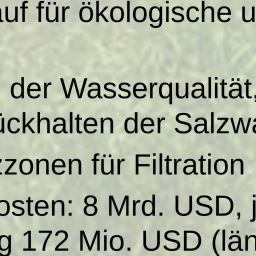 auf für ökologische u
der Wasserqualität,
ückhalten der Salzwa
zzonen für Filtration
osten: 8 Mrd. USD, j
g 172 Mio. USD (län